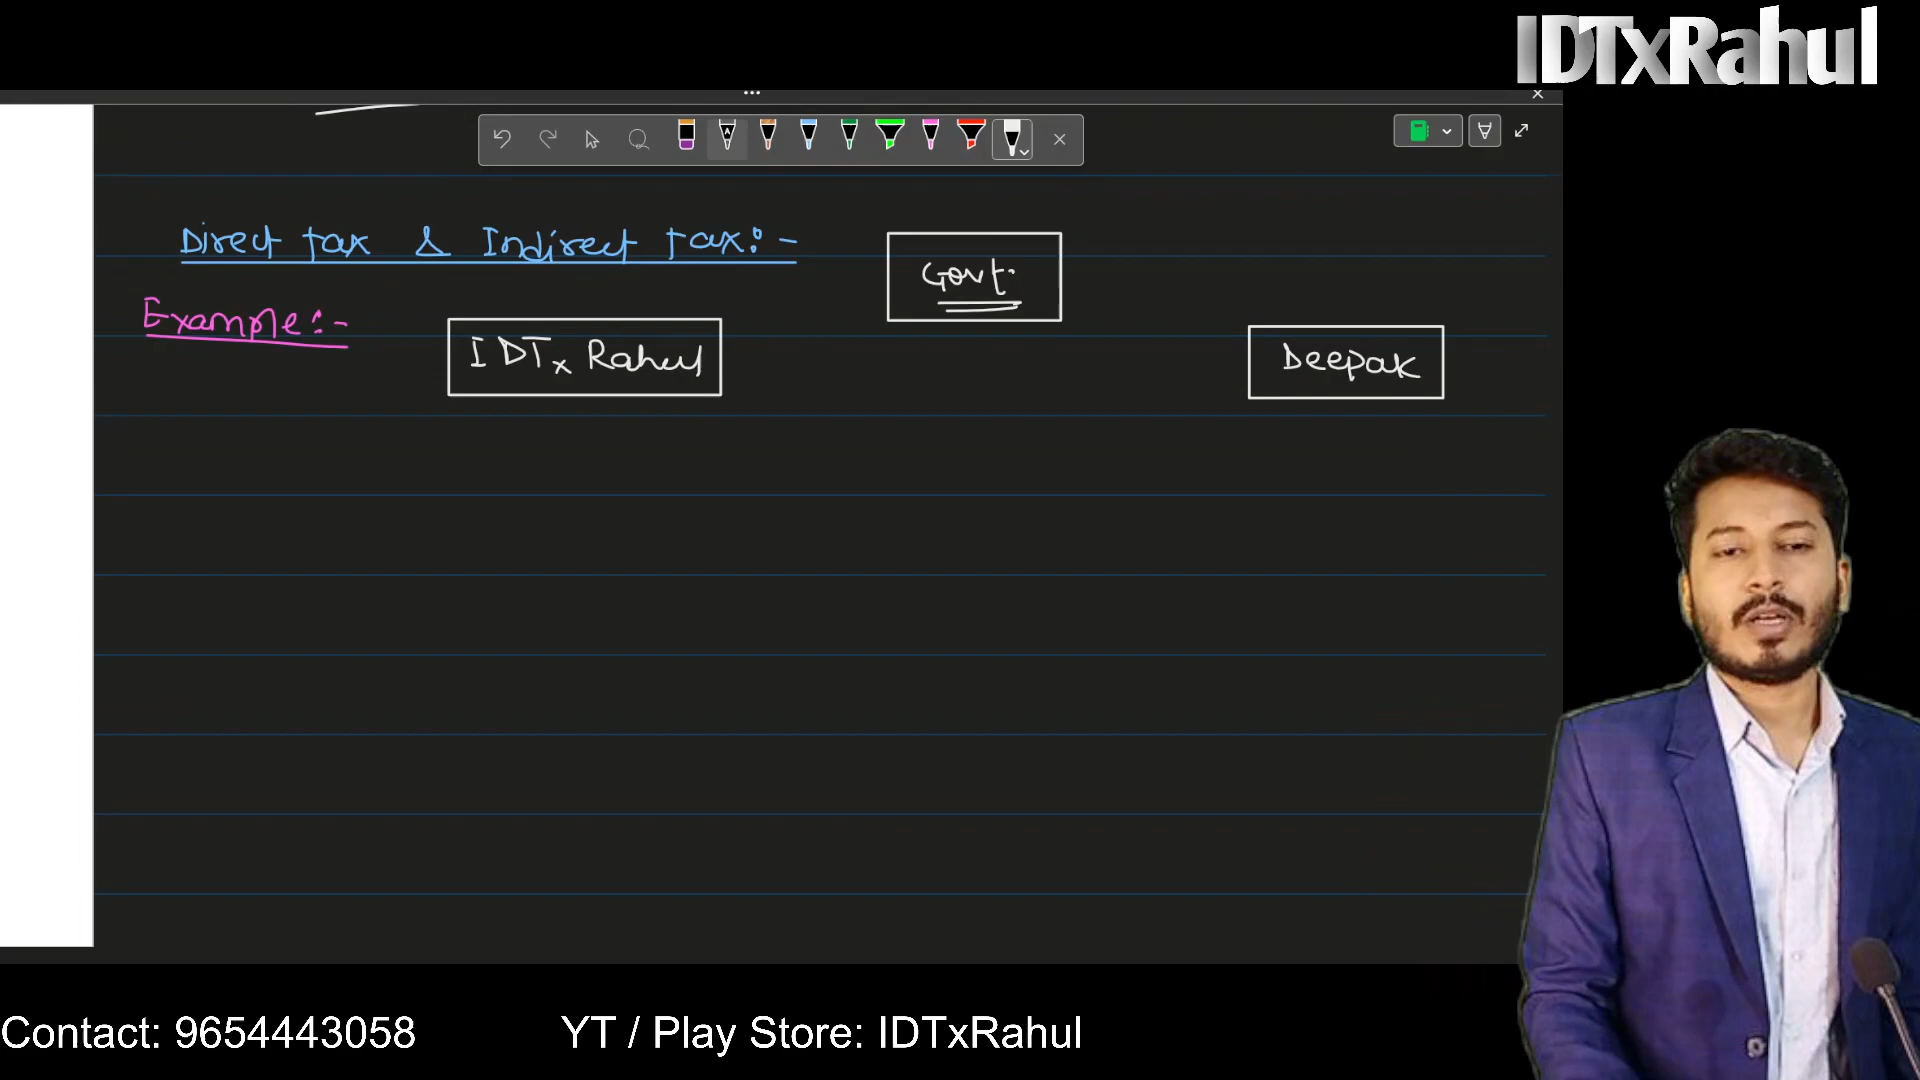 IDTxRahul
Direct tax & Indirect tax:-
Govt.
Example:-
IDTx Rahul
Deepak
Contact: 9654443058
YT / Play Store: IDTxRahul